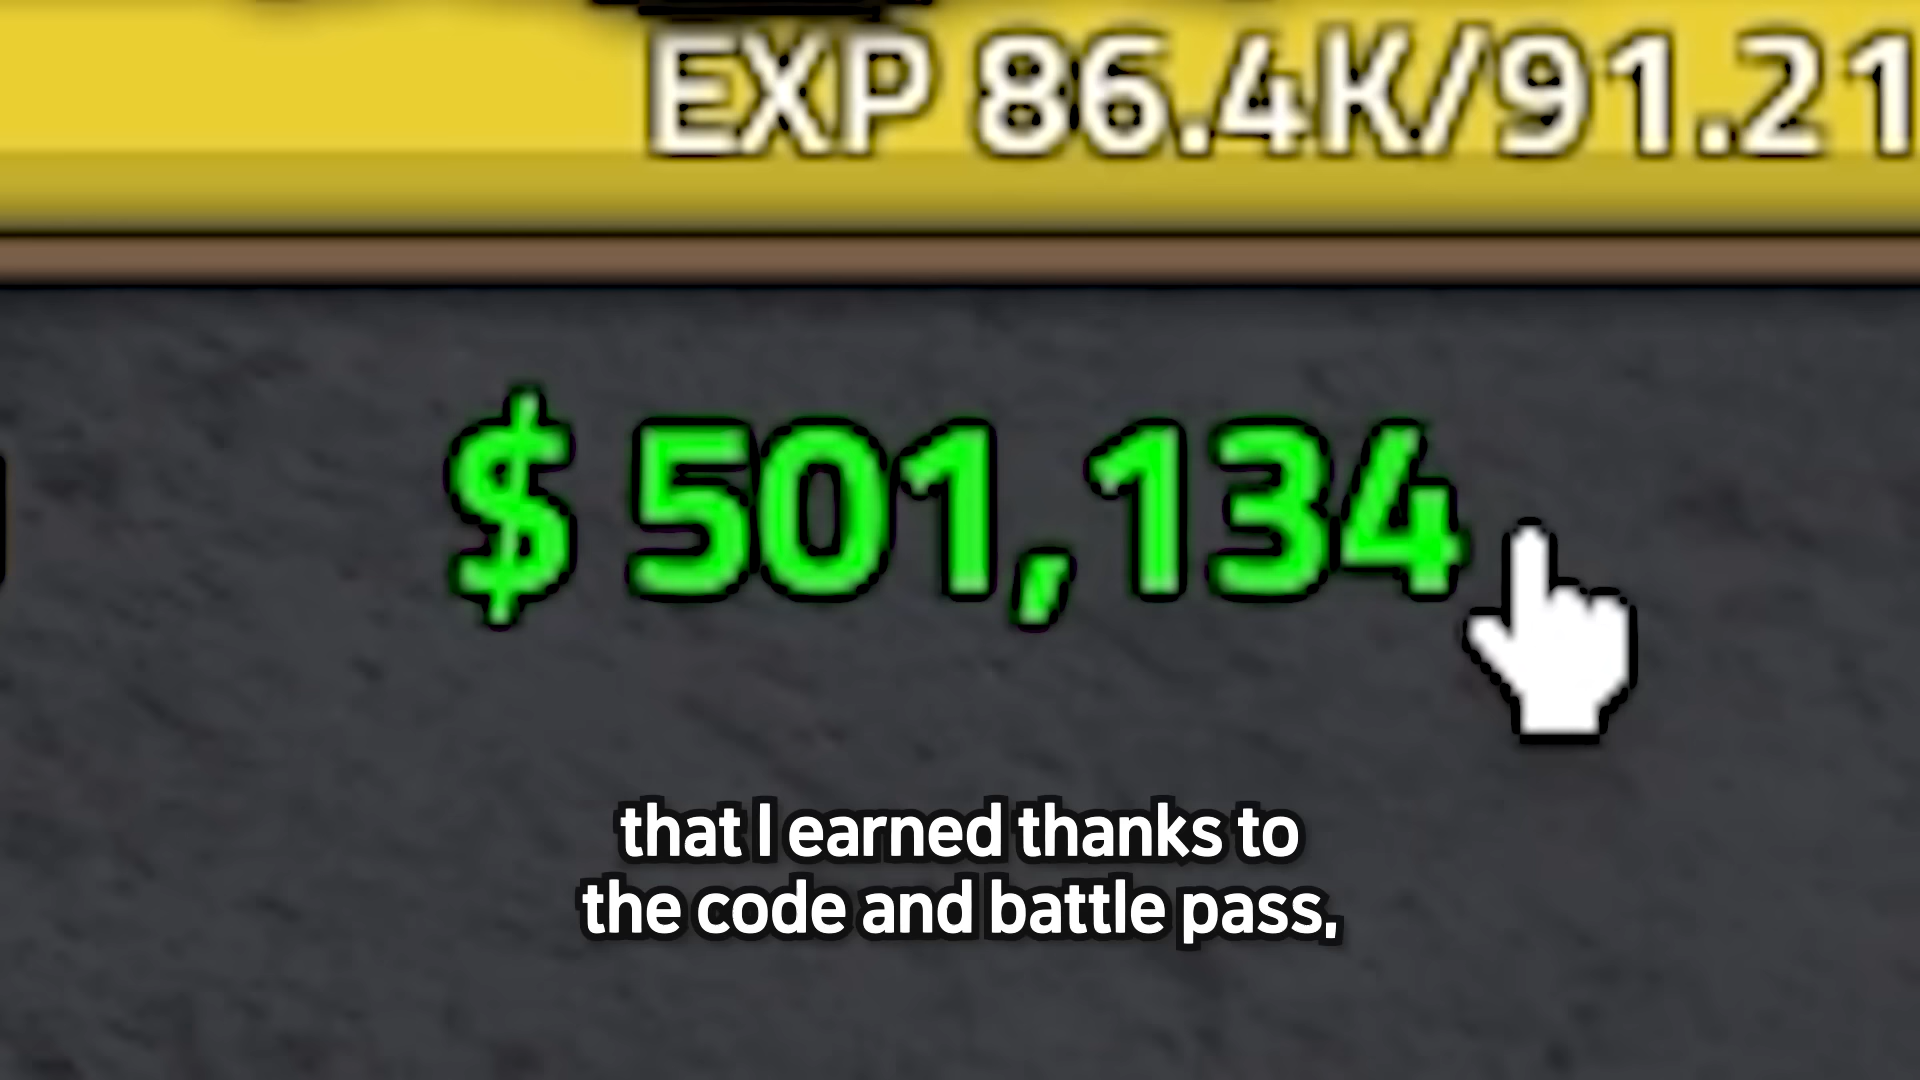 EXP 86.4K/91.21
$ 501,134
that I earned thanks to
the code and battle pass,